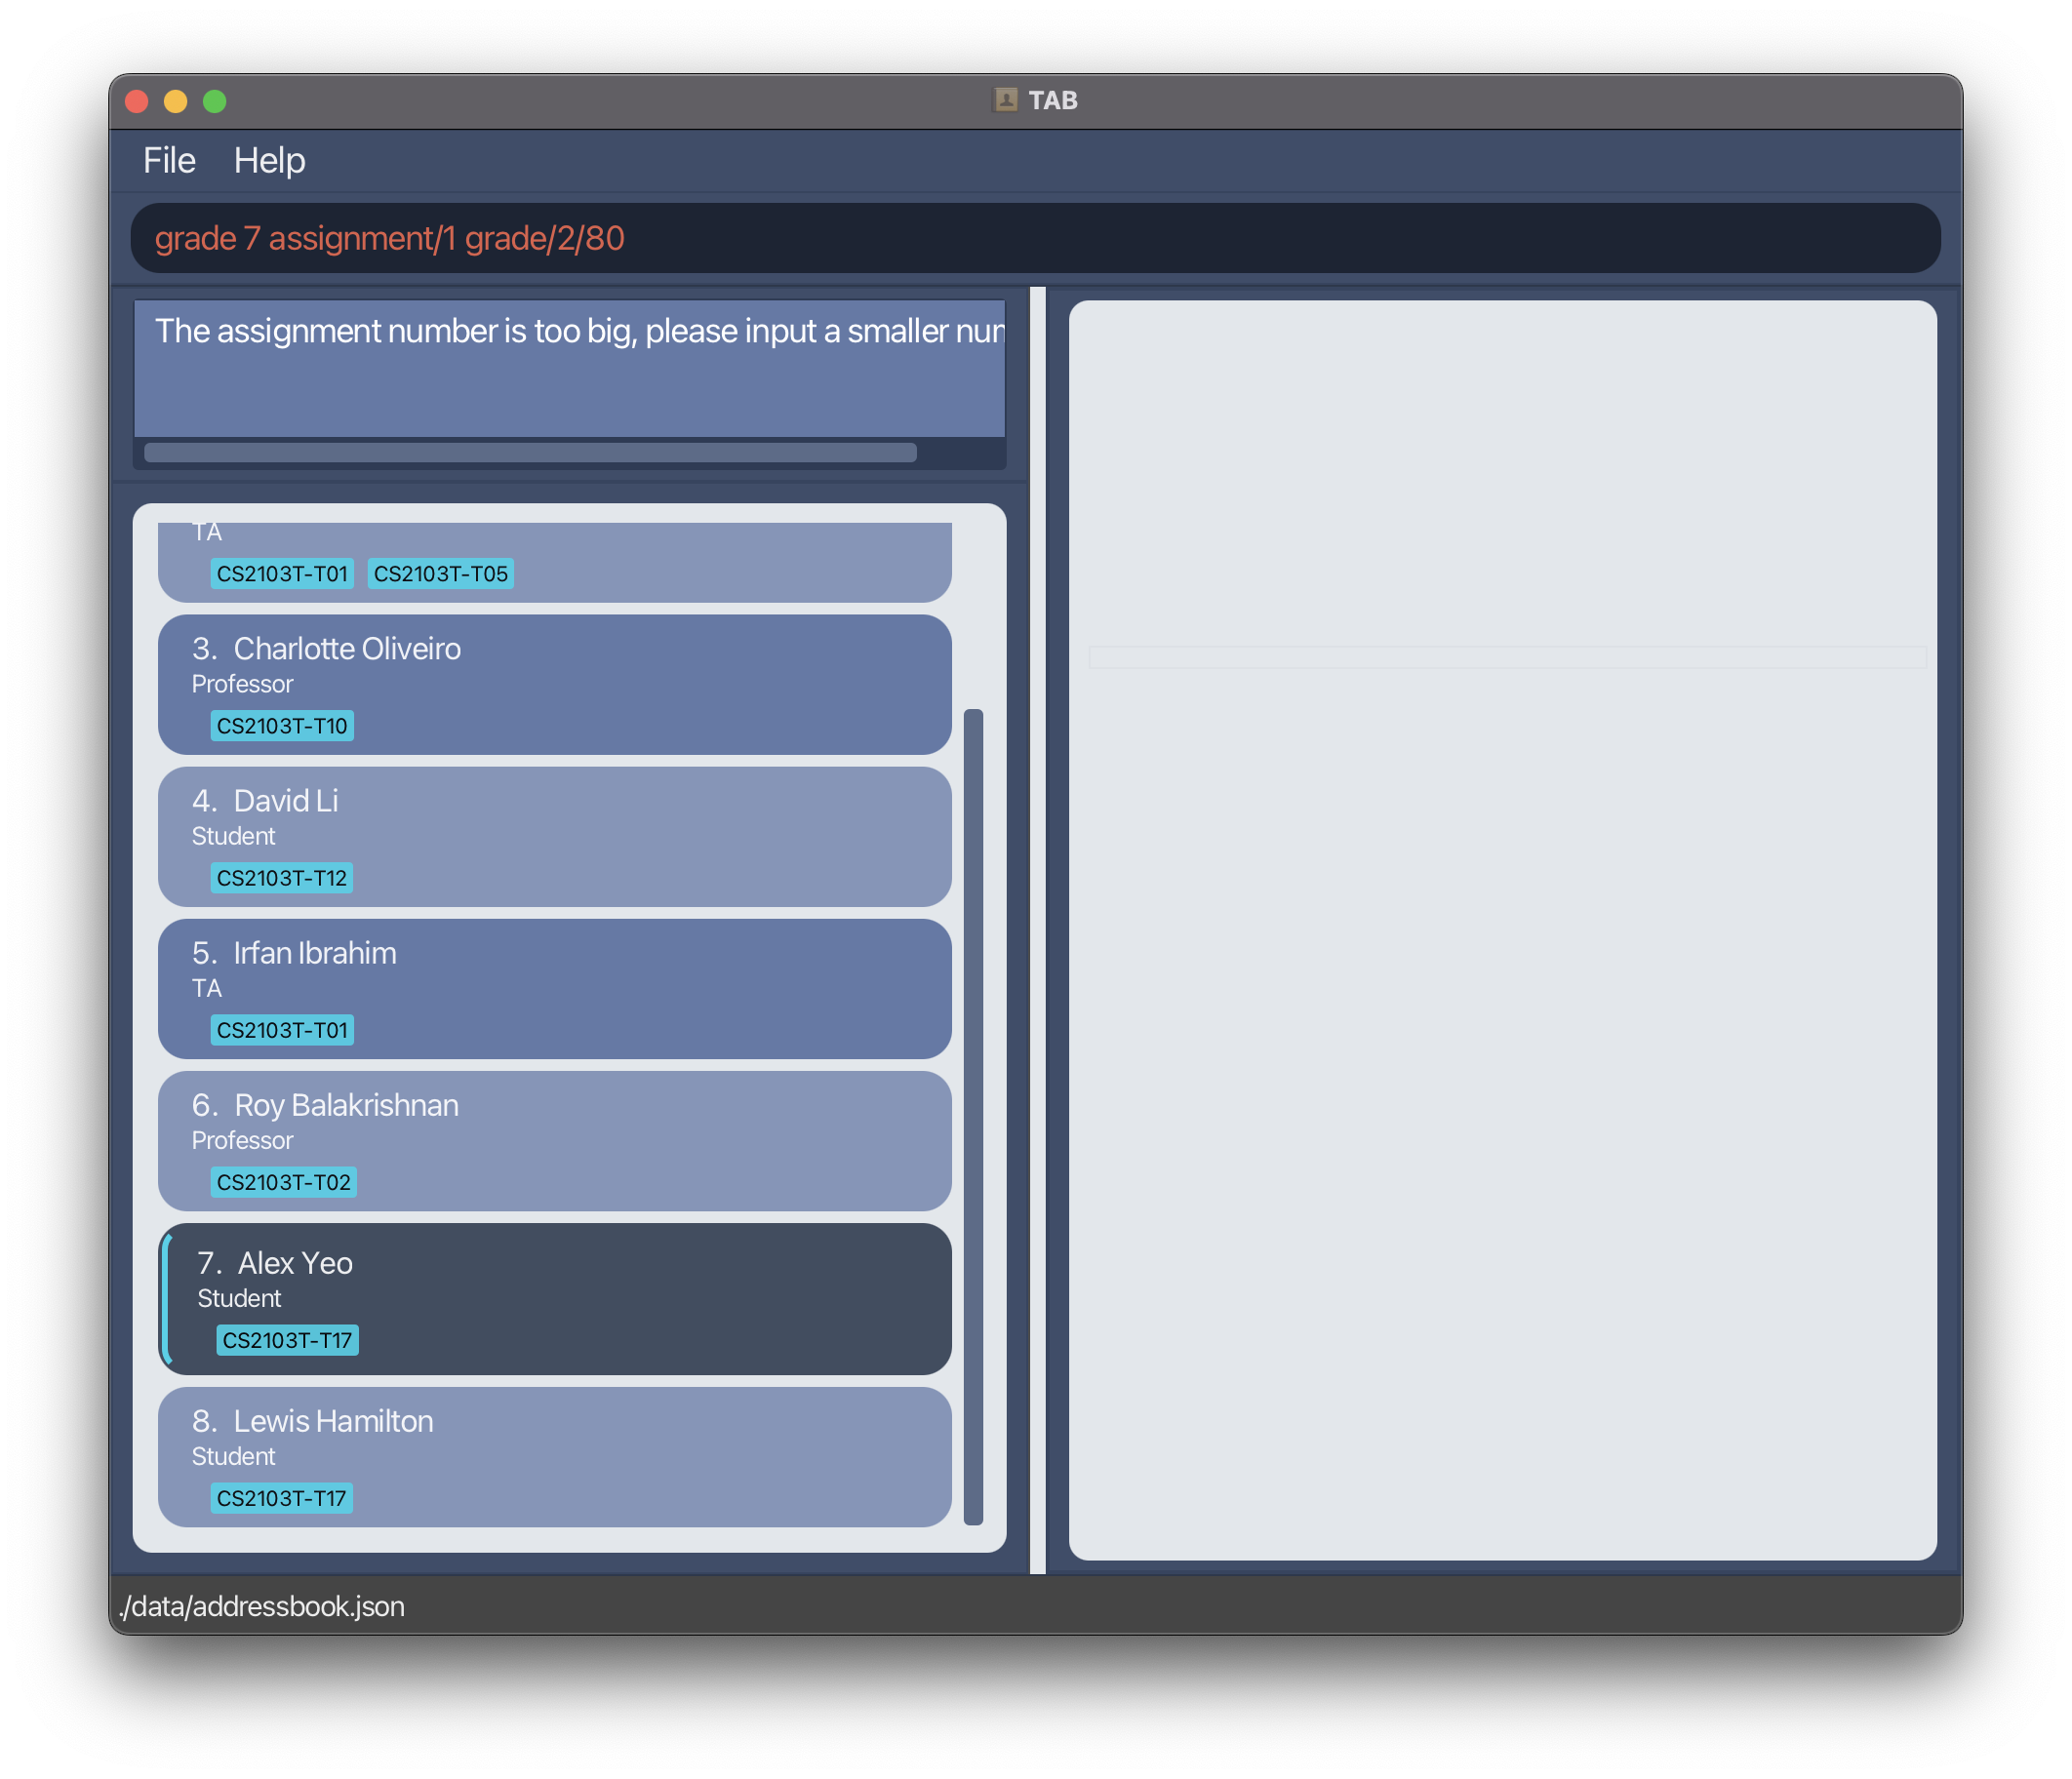 TAB
File Help
grade 7 assignment/1 grade/2/80
The assignment number is too big, please input a smaller
TA
CS2103T-T01 CS2103T-T05
3. Charlotte Oliveiro
Professor
CS2103T-T10
4. David Li
Student
CS2103T-T12
5. Irfan Ibrahim
TA
CS2103T-T01
6. Roy Balakrishnan
Professor
CS2103T-T02
7. Alex Yeo
Student
CS2103T-T17
8. Lewis Hamilton
Student
CS2103T-T17
./data/addressbook.json